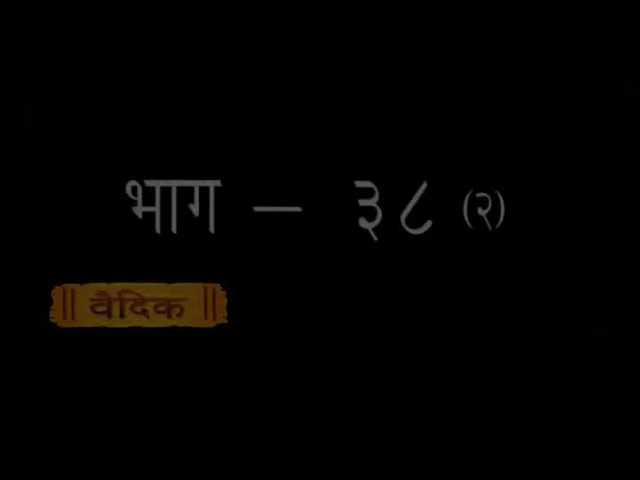 भाग – ३८ (२)
॥ वैदिक ॥